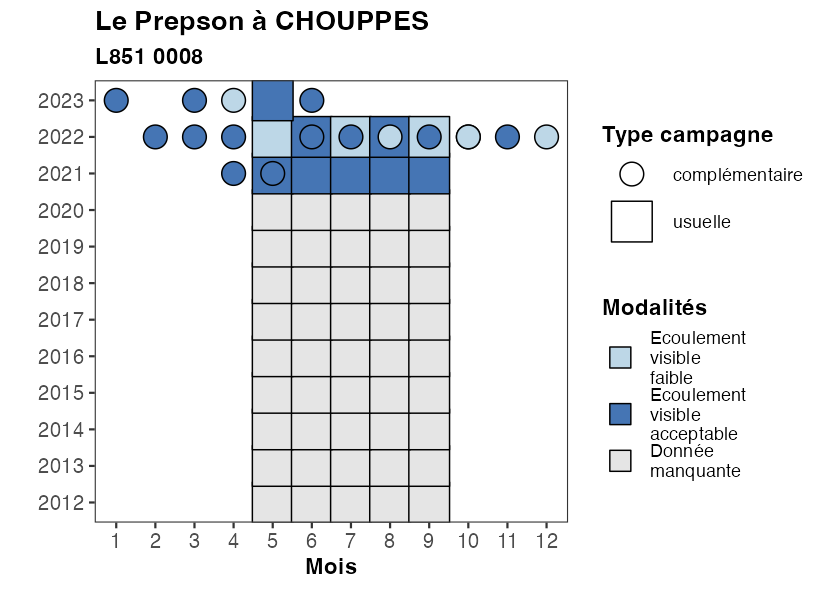 Le Prepson à CHOUPPES
L851 0008
2023
2022
2021
2020
2019
2018
2017
2016
2015
2014
2013
2012
1 2 3 4 5 6 7 8 9 10 11 12
Mois
Type campagne
complémentaire
usuelle
Modalités
Ecoulement
visible
faible
Ecoulement
visible
acceptable
Donnée
manquante